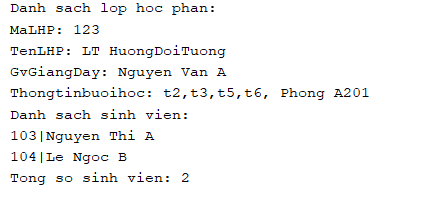 Danh sach lop hoc phan:
MaLHP: 123
TenLHP: LT HuongDoiTuong
GvGiangDay: Nguyen Van A
Thongtinbuoihoc: t2,t3,t5,t6, Phong A201
Danh sach sinh vien:
103|Nguyen Thi A
104|Le Ngoc B
Tong so sinh vien: 2